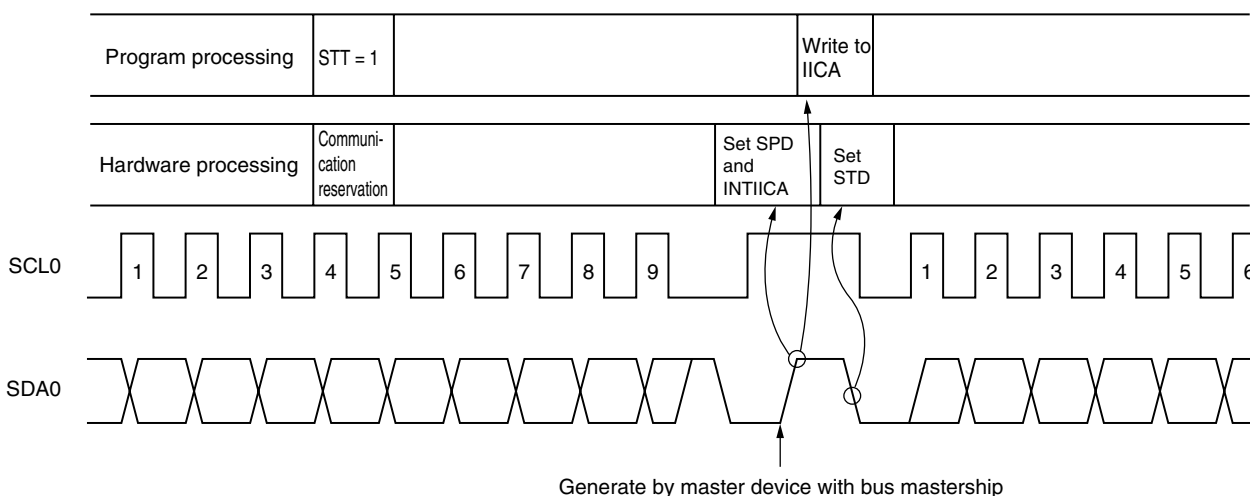 Program processing
STT = 1
Write to
IICA
Hardware processing
Communi-
cation
reservation
Set SPD
and
INTIICA
Set
STD
SCL0
1 2 3 4 5 6 7 8 9 1 2 3 4 5 6
SDA0
Generate by master device with bus mastership